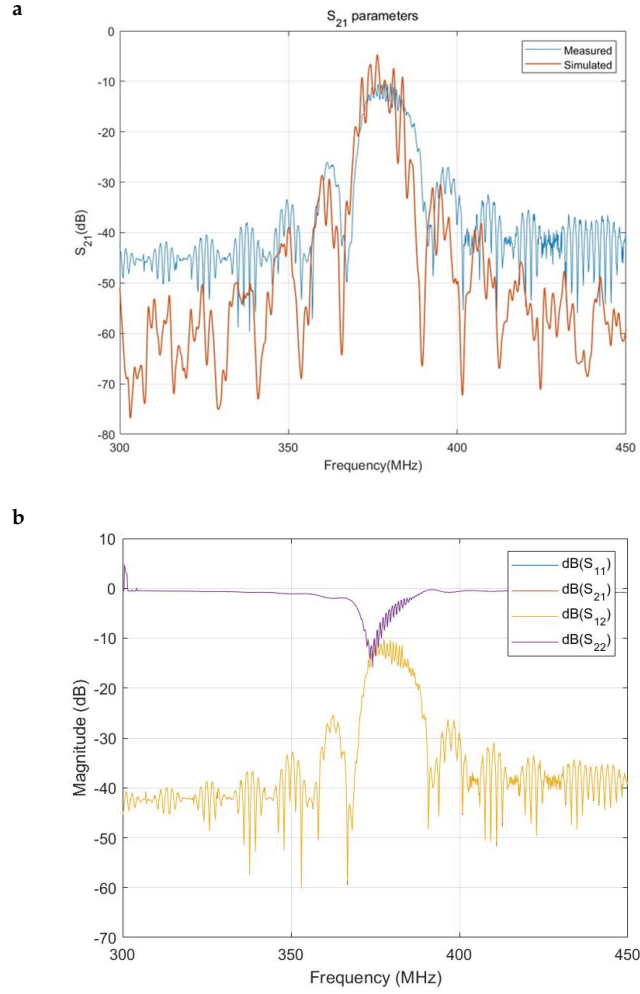 a
S21 parameters
0
-10
-20
-30
-40
-50
-60
-70
-80
S21(dB)
300
350
400
450
Frequency(MHz)
Measured
Simulated
b
10
0
-10
-20
-30
-40
-50
-60
-70
Magnitude (dB)
300
350
400
450
Frequency (MHz)
dB(S11)
dB(S21)
dB(S12)
dB(S22)